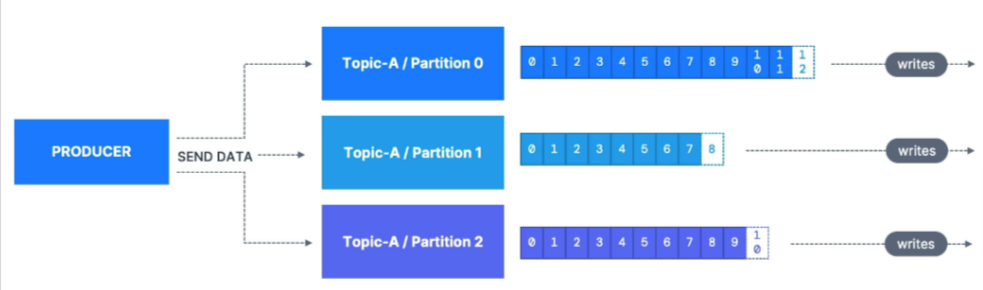 PRODUCER
SEND DATA
Topic-A / Partition 0
0 1 2 3 4 5 6 7 8 9 10 11 12
writes
Topic-A / Partition 1
0 1 2 3 4 5 6 7 8
writes
Topic-A / Partition 2
0 1 2 3 4 5 6 7 8 9 10
writes